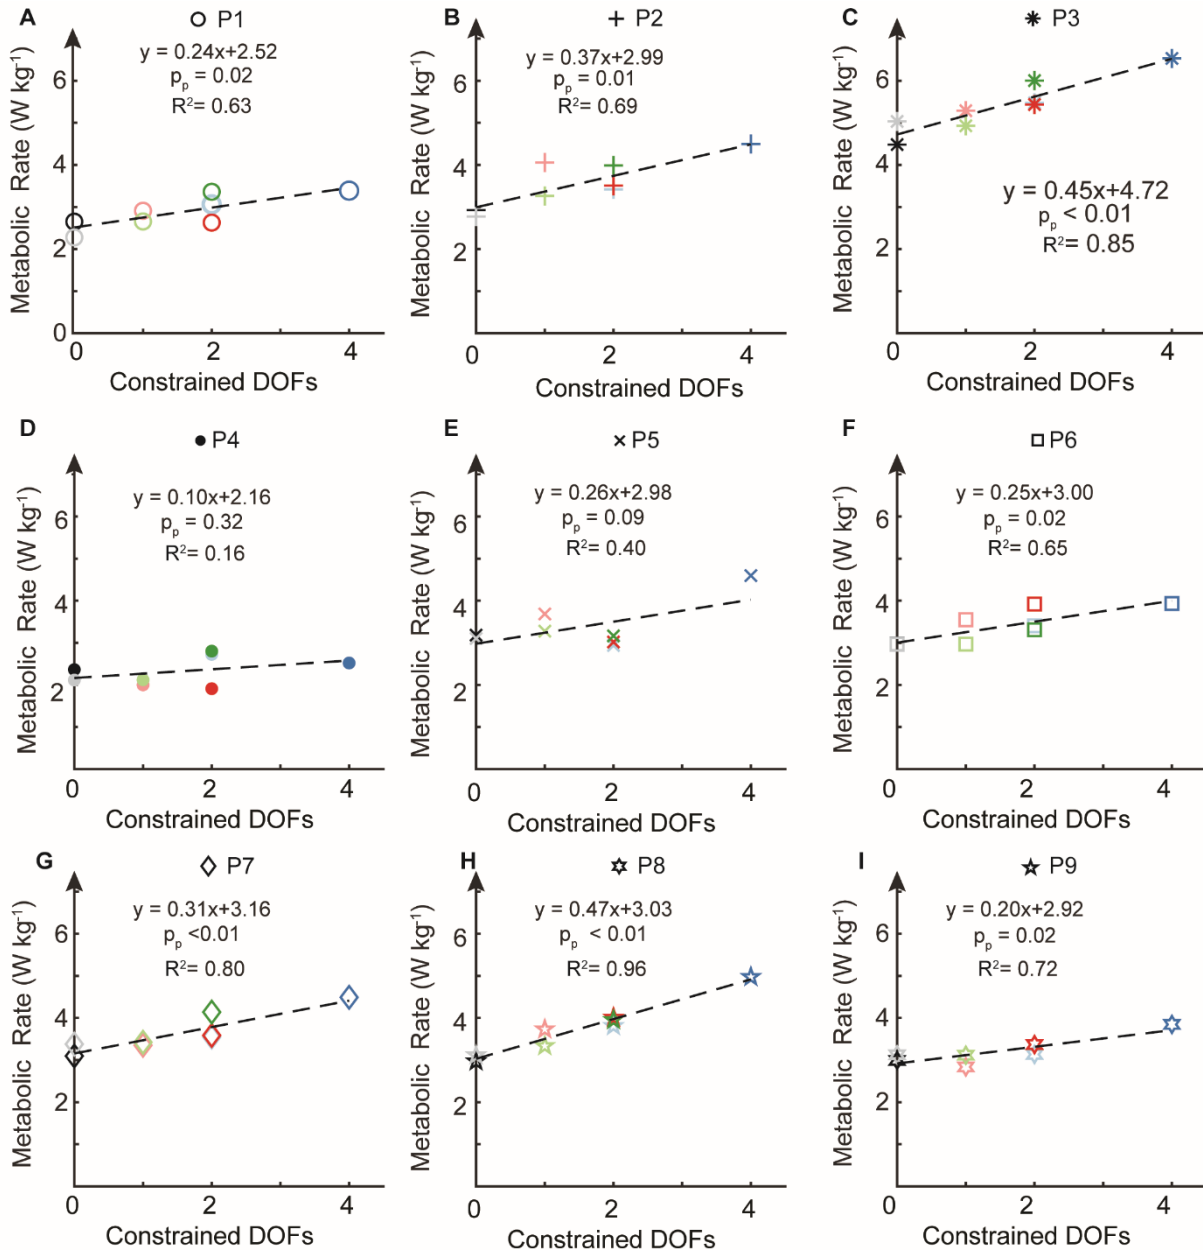 A
P1
y = 0.24x+2.52
pₚ = 0.02
R²= 0.63
Metabolic Rate (W kg⁻¹)
6
4
2
0
0 2 4
Constrained DOFs
B
P2
y = 0.37x+2.99
pₚ = 0.01
R²= 0.69
Metabolic Rate (W kg⁻¹)
6
4
2
0 2 4
Constrained DOFs
C
P3
y = 0.45x+4.72
pₚ < 0.01
R²= 0.85
Metabolic Rate (W kg⁻¹)
6
4
2
0 2 4
Constrained DOFs
D
P4
y = 0.10x+2.16
pₚ = 0.32
R²= 0.16
Metabolic Rate (W kg⁻¹)
6
4
2
0 2 4
Constrained DOFs
E
P5
y = 0.26x+2.98
pₚ = 0.09
R²= 0.40
Metabolic Rate (W kg⁻¹)
6
4
2
0 2 4
Constrained DOFs
F
P6
y = 0.25x+3.00
pₚ = 0.02
R²= 0.65
Metabolic Rate (W kg⁻¹)
6
4
2
0 2 4
Constrained DOFs
G
P7
y = 0.31x+3.16
pₚ <0.01
R²= 0.80
Metabolic Rate (W kg⁻¹)
6
4
2
0 2 4
Constrained DOFs
H
P8
y = 0.47x+3.03
pₚ < 0.01
R²= 0.96
Metabolic Rate (W kg⁻¹)
6
4
2
0 2 4
Constrained DOFs
I
P9
y = 0.20x+2.92
pₚ = 0.02
R²= 0.72
Metabolic Rate (W kg⁻¹)
6
4
2
0 2 4
Constrained DOFs